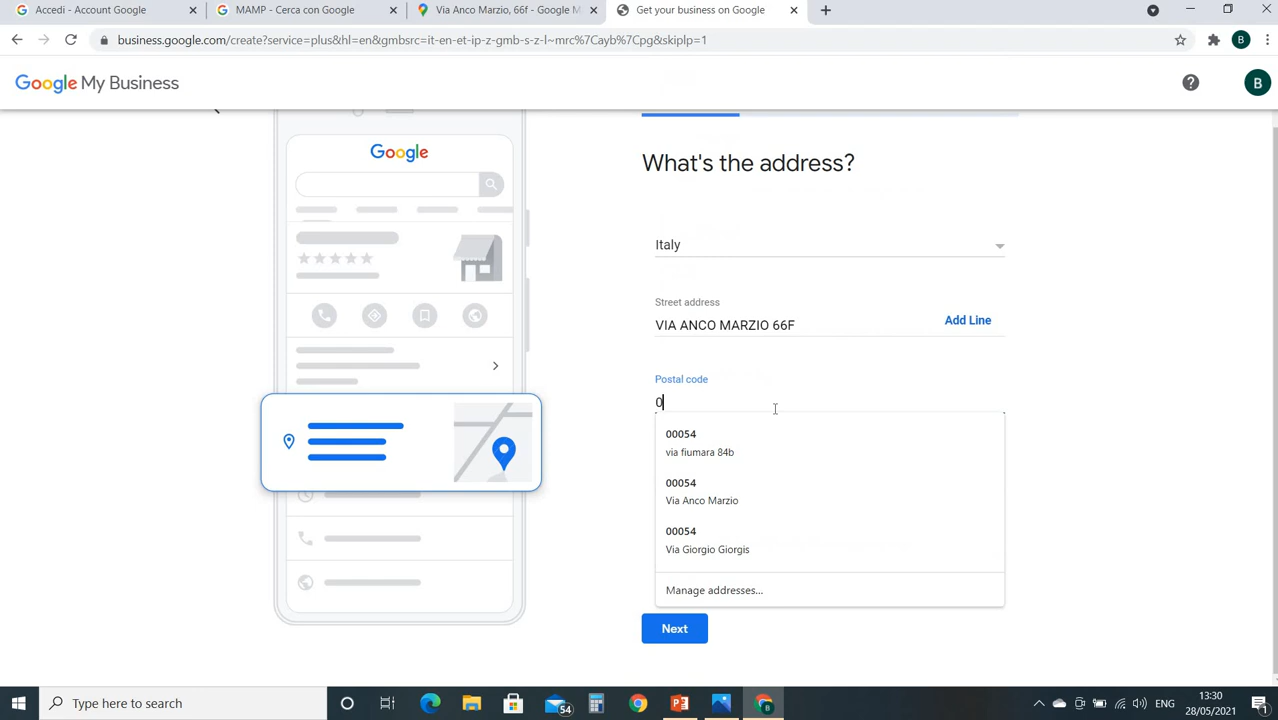 Accedi - Account Google
MAMP - Cerca con Google
Via Anco Marzio, 66f - Google M
Get your business on Google
business.google.com/create?service=plus&hl=en&gmbsrc=it-en-et-ip-z-gmb-s-z-l~mrc%7Cayb%7Cpg&skiplp=1
B
Google My Business
B
Google
What's the address?
Italy
Street address
VIA ANCO MARZIO 66F
Add Line
Postal code
0
00054
via fiumara 84b
00054
Via Anco Marzio
00054
Via Giorgio Giorgis
Manage addresses...
Next
Type here to search
54
B
ENG
13:30
28/05/2021
1